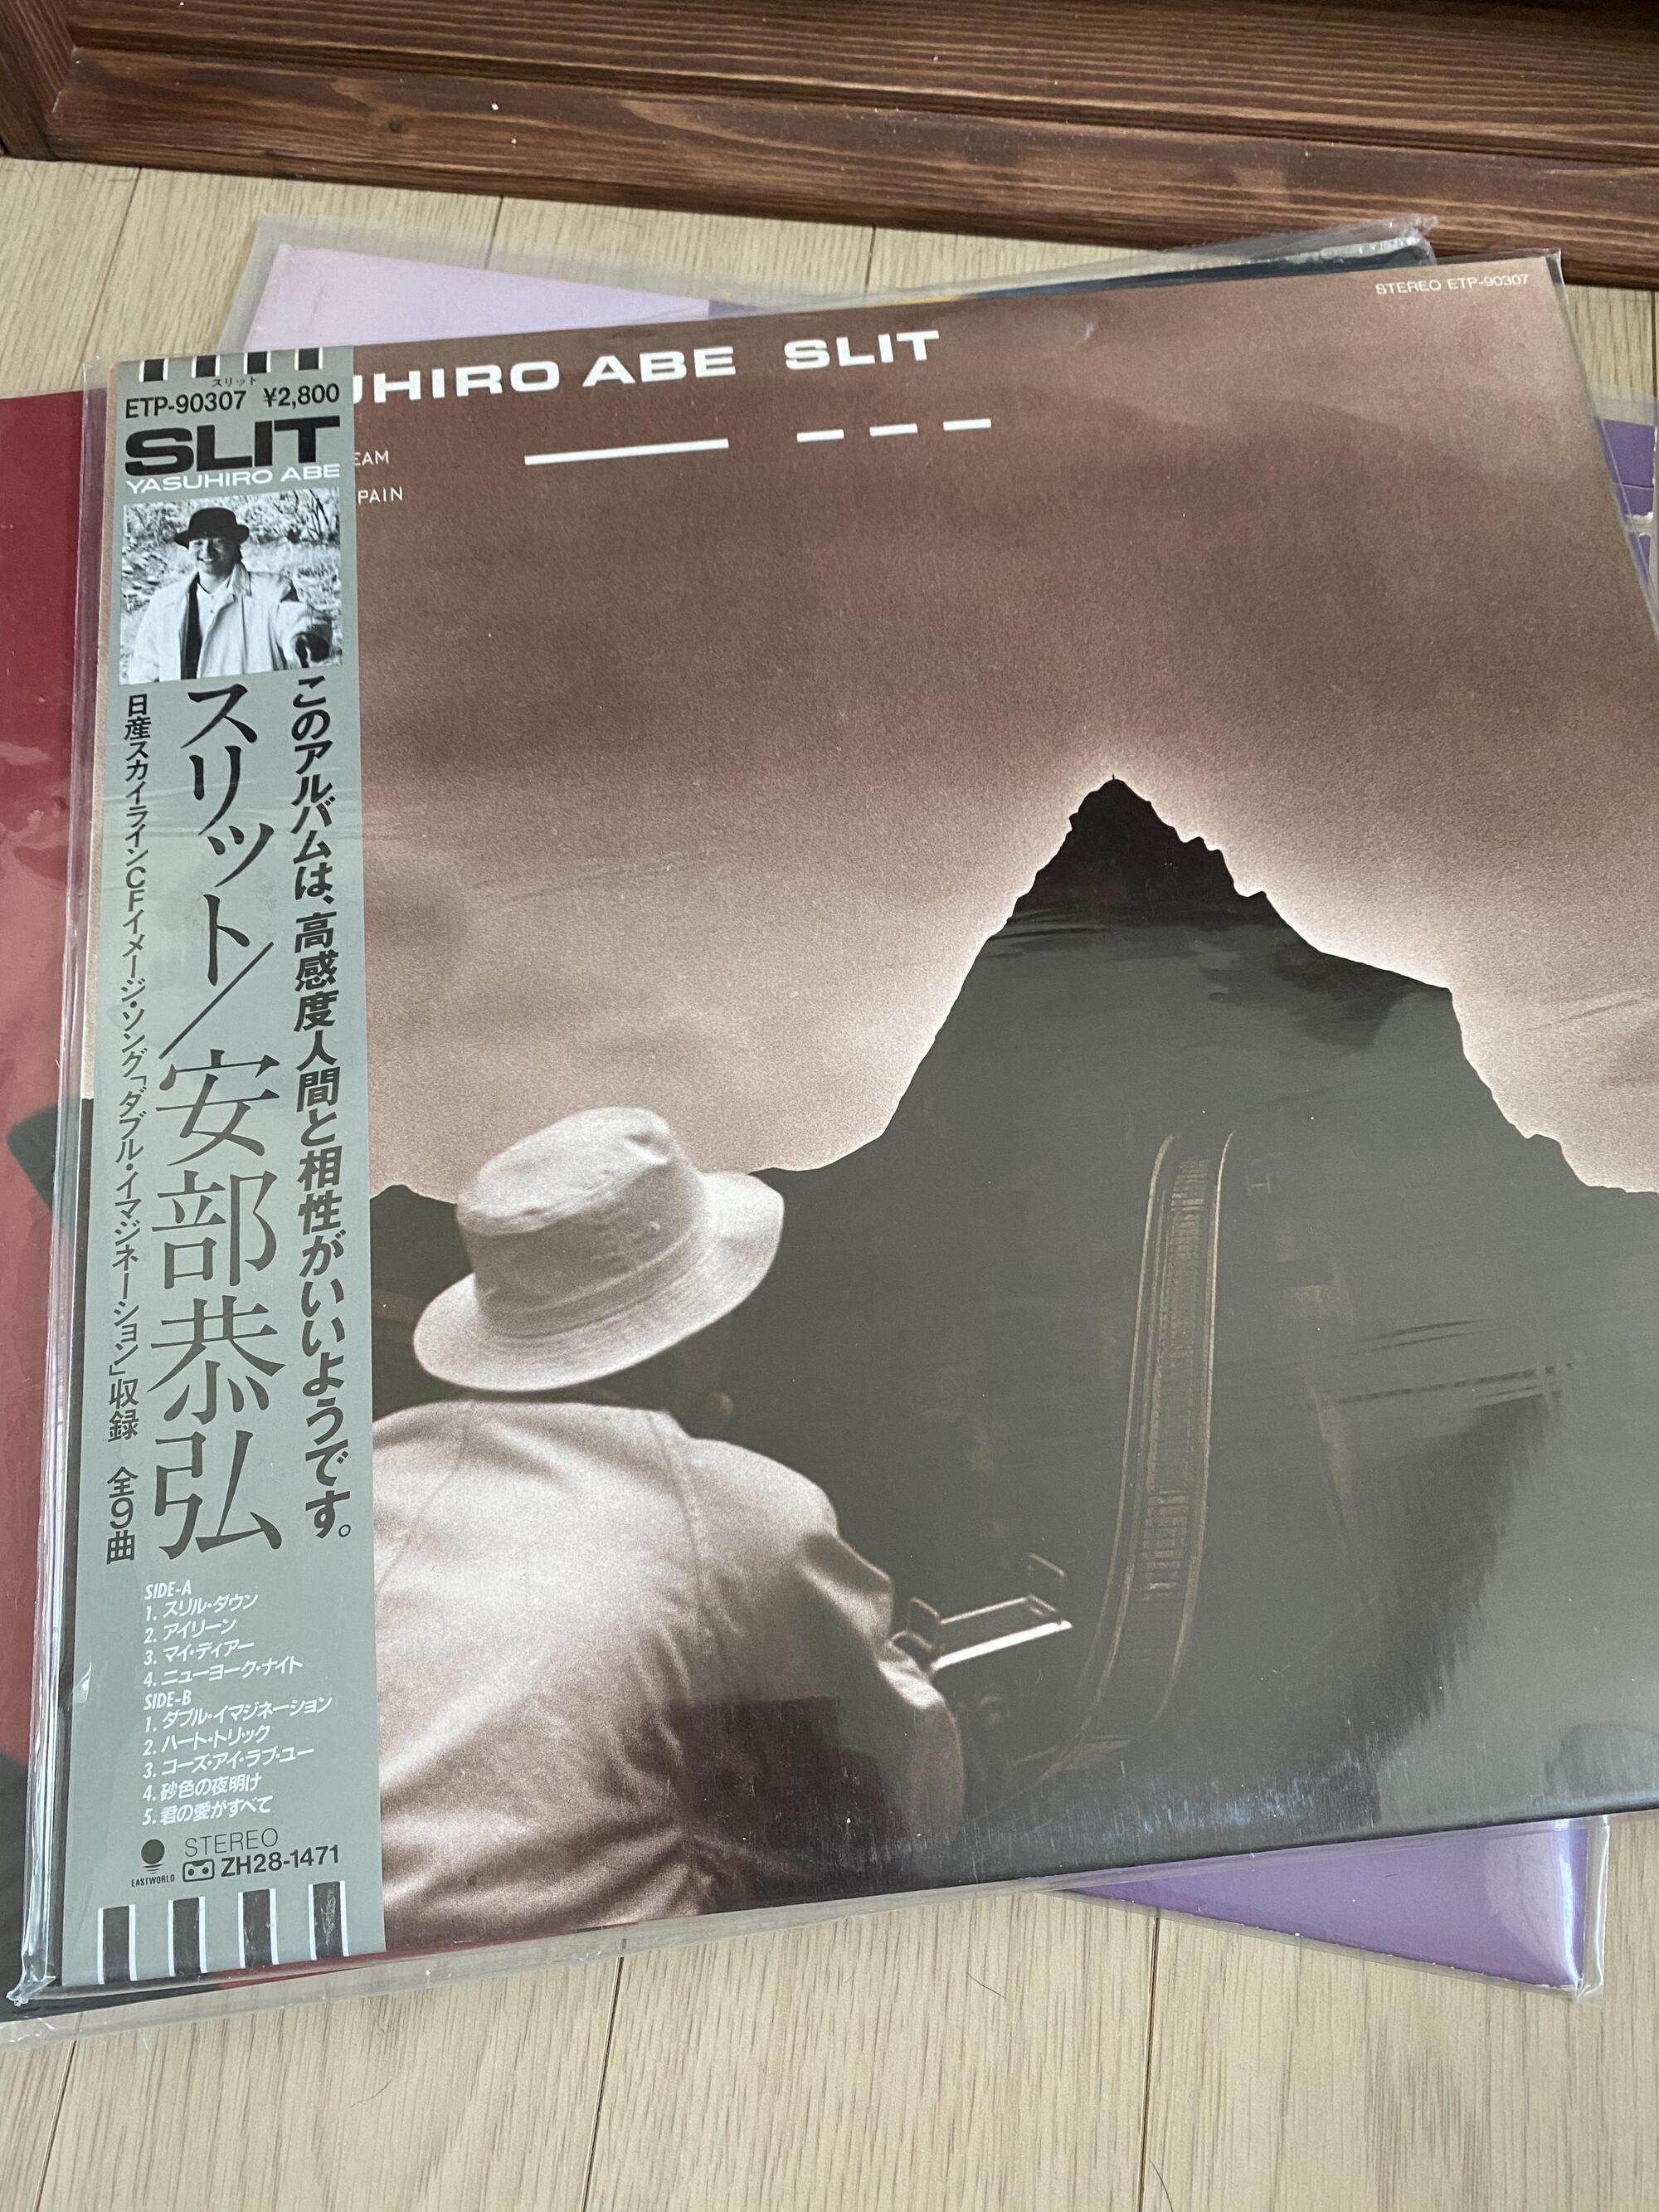 STEREO ETP-90307
UHIRO ABE SLIT
EAM
PAIN
スリット
ETP-90307 ¥2,800
SLIT
YASUHIRO ABE
このアルバムは、高感度人間と相性がいいようです。
スリット/安部恭弘
日産スカイラインCFイメージ・ソング「ダブル・イマジネーション」収録 全9曲
SIDE-A
1. スリル・ダウン
2. アイリーン
3. マイ・ディアー
4. ニューヨーク・ナイト
SIDE-B
1. ダブル・イマジネーション
2. ハート・トリック
3. コーズ・アイ・ラブ・ユー
4. 砂色の夜明け
5. 君の愛がすべて
EASTWORLD
STEREO
ZH28-1471